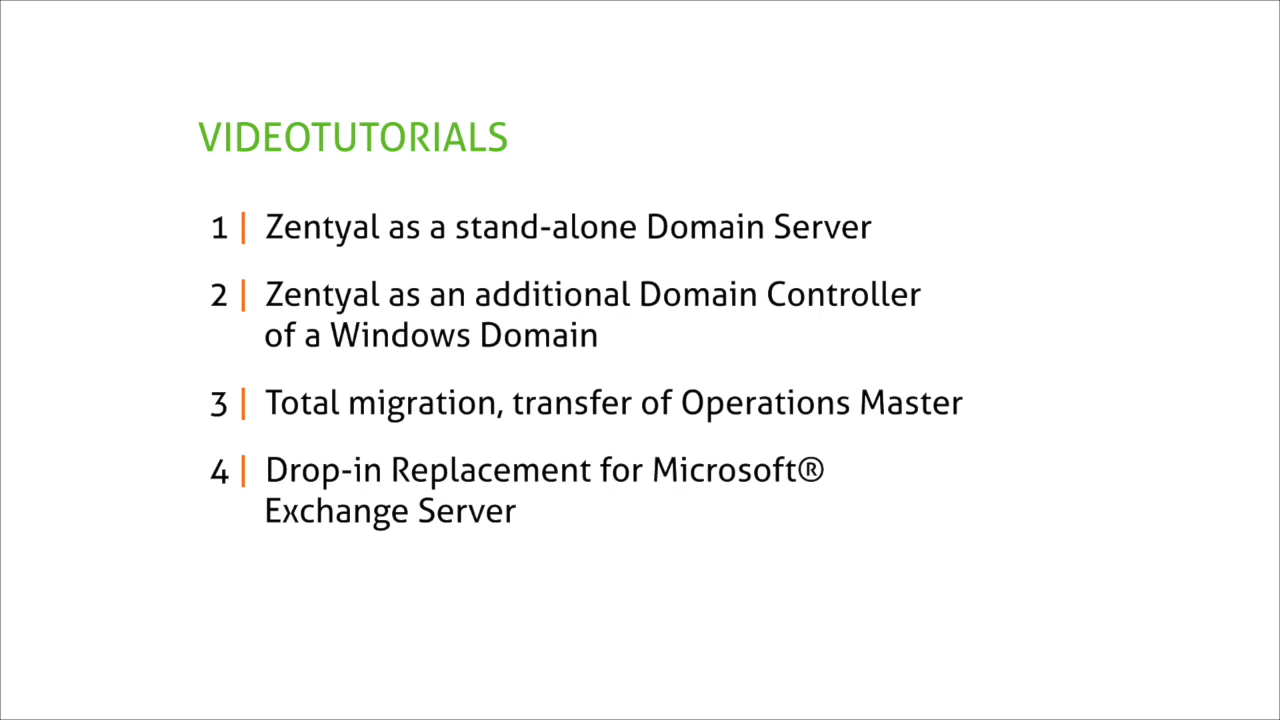 VIDEOTUTORIALS
1 | Zentyal as a stand-alone Domain Server
2 | Zentyal as an additional Domain Controller
of a Windows Domain
3 | Total migration, transfer of Operations Master
4 | Drop-in Replacement for Microsoft®
Exchange Server